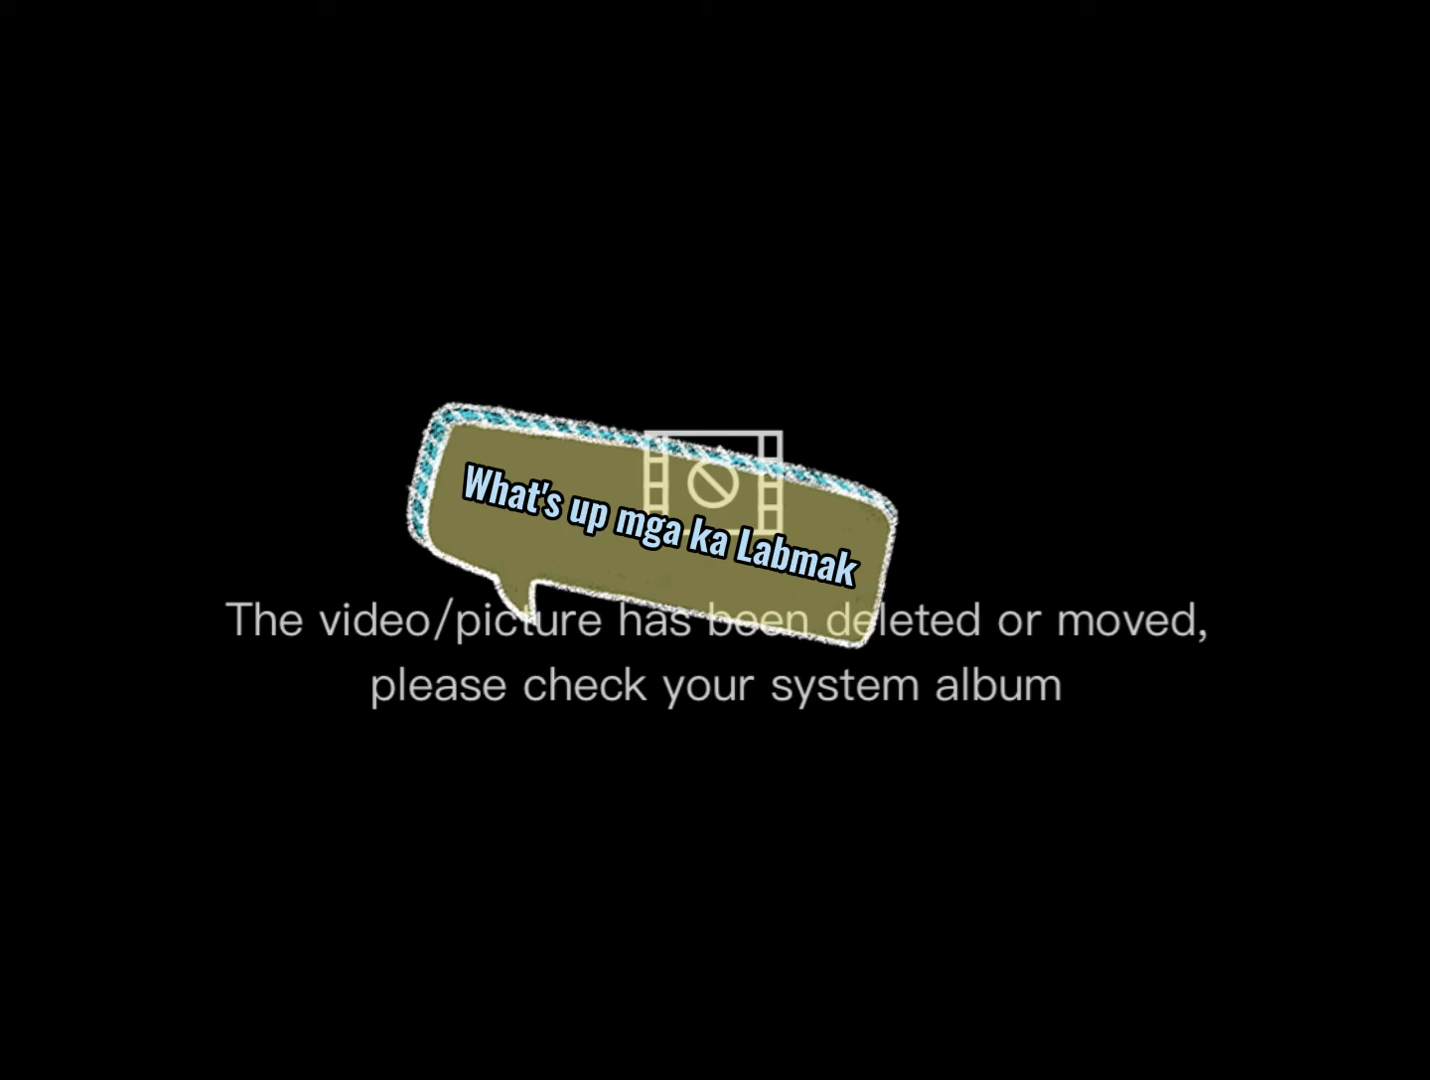 What's up mga ka Labmak
The video/picture has been deleted or moved,
please check your system album